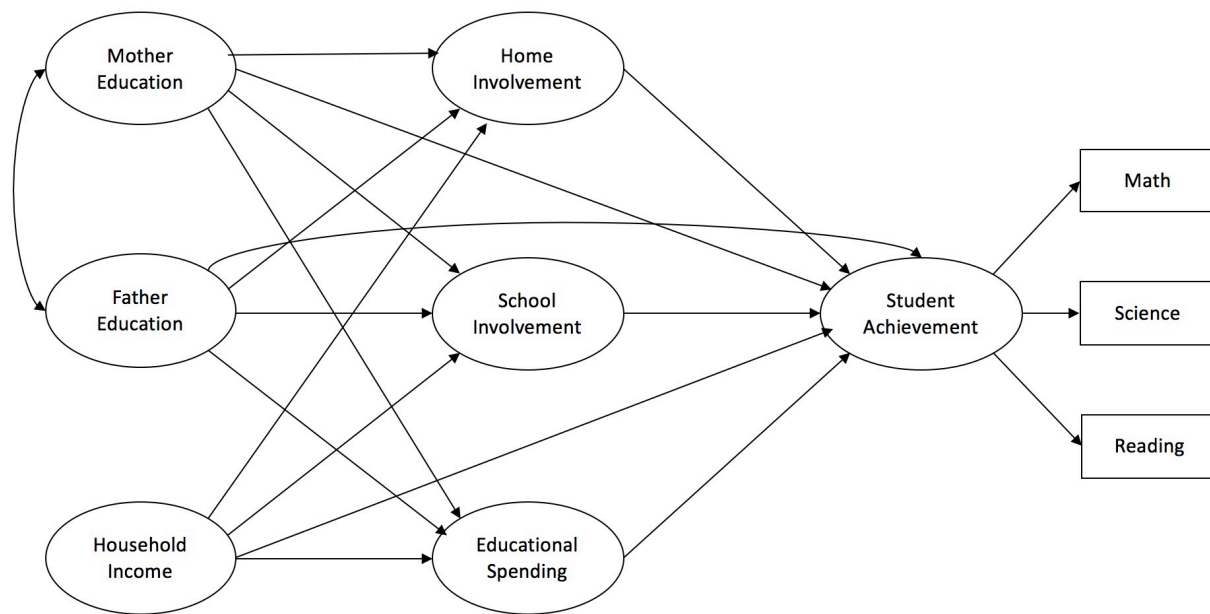 Mother
Education
Home
Involvement
Math
Father
Education
School
Involvement
Student
Achievement
Science
Reading
Household
Income
Educational
Spending